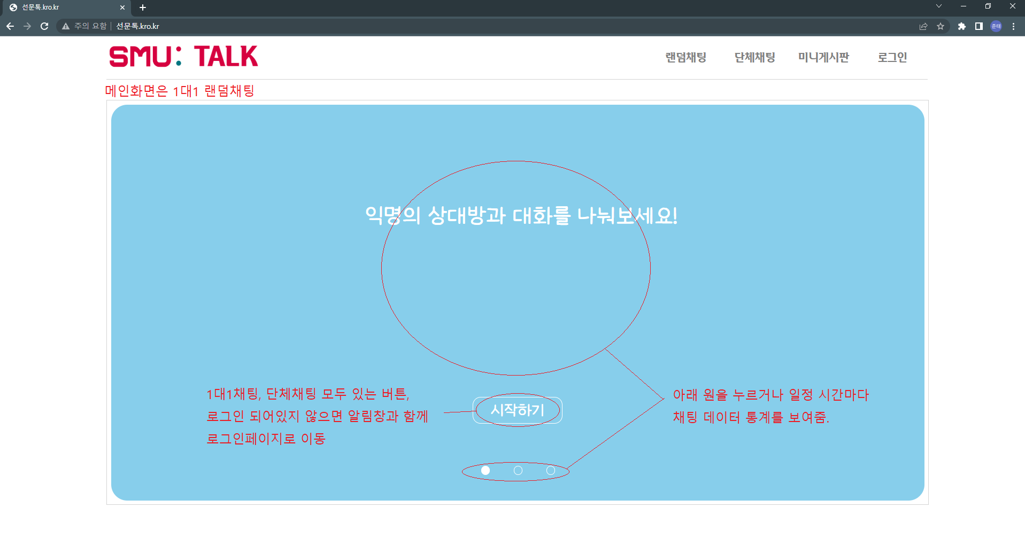 선문톡.kro.kr
주의 요함 | 선문톡.kro.kr
SMU: TALK
랜덤채팅 단체채팅 미니게시판 로그인
메인화면은 1대1 랜덤채팅
익명의 상대방과 대화를 나눠보세요!
1대1채팅, 단체채팅 모두 있는 버튼,
로그인 되어있지 않으면 알림창과 함께
로그인페이지로 이동
시작하기
아래 원을 누르거나 일정 시간마다
채팅 데이터 통계를 보여줌.